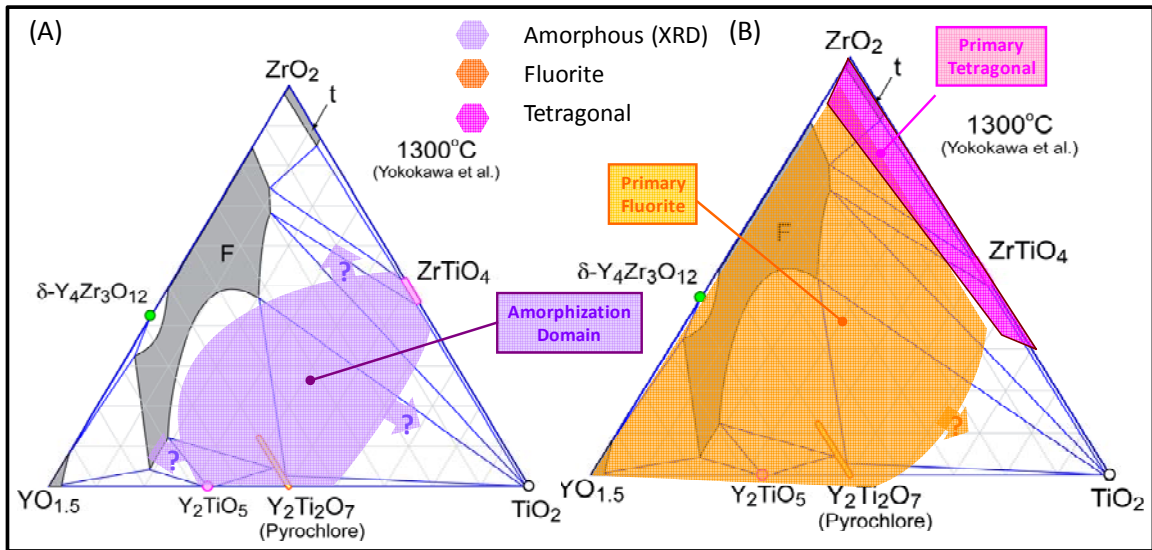 (A)
Amorphous (XRD)
Fluorite
Tetragonal
ZrO2
t
1300°C
(Yokokawa et al.)
F
?
ZrTiO4
δ-Y4Zr3O12
Amorphization
Domain
?
?
YO1.5
Y2TiO5
Y2Ti2O7
(Pyrochlore)
TiO2
(B)
ZrO2
Primary
Tetragonal
t
1300°C
(Yokokawa et al.)
Primary
Fluorite
F
ZrTiO4
δ-Y4Zr3O12
?
YO1.5
Y2TiO5
Y2Ti2O7
(Pyrochlore)
TiO2